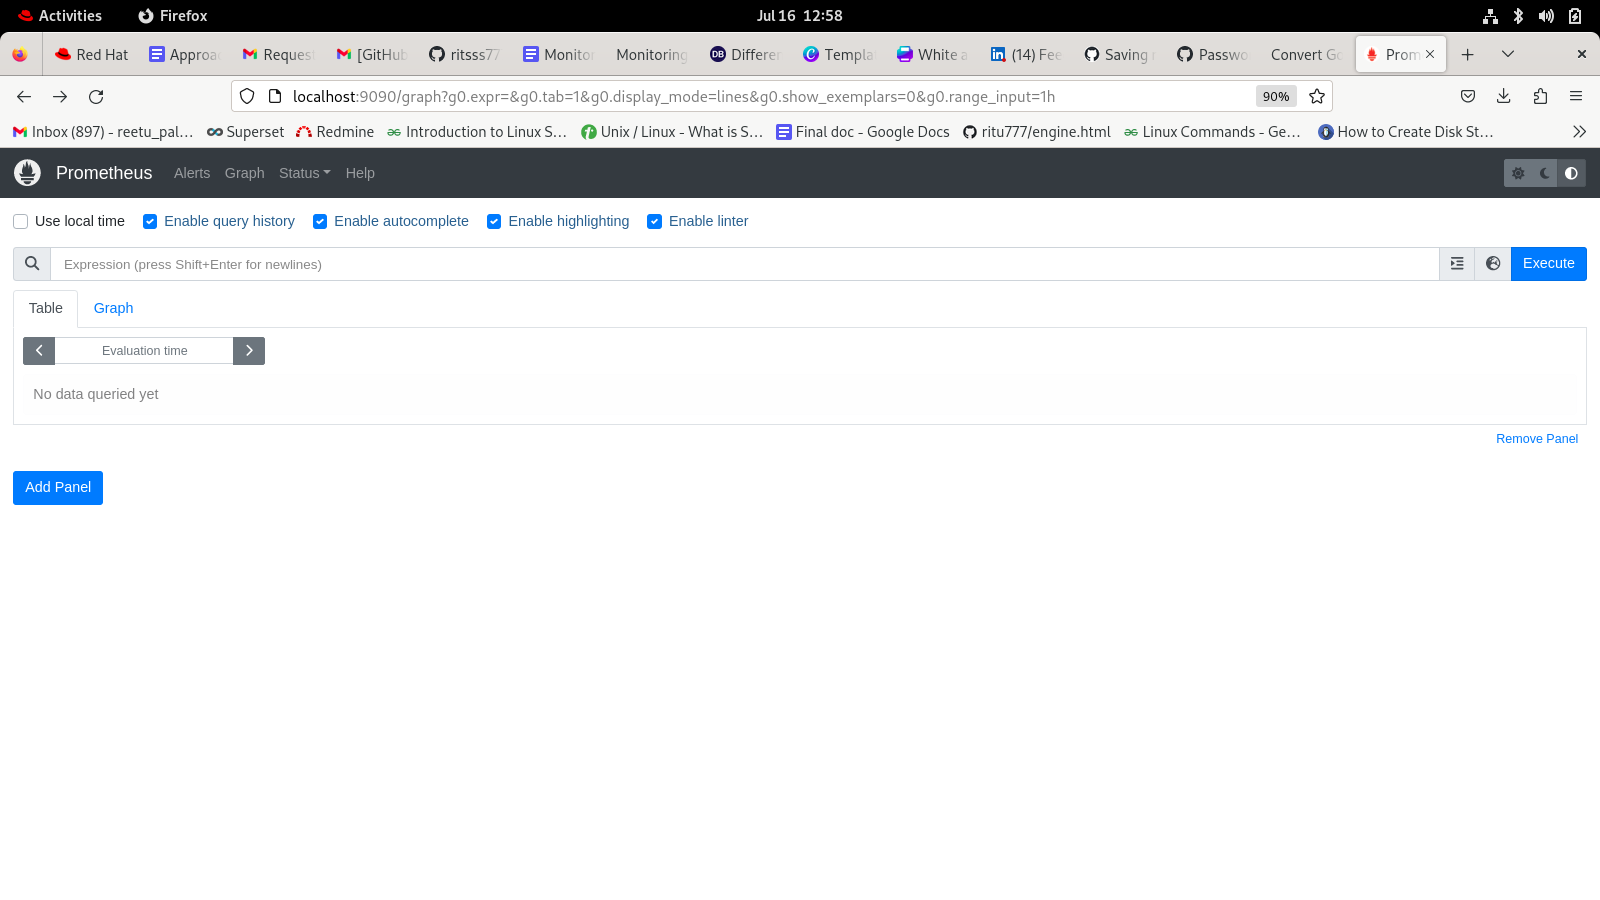 Activities Firefox Jul 16 12:58
Red Hat Approa Request [GitHub ritsss77 Monitor Monitoring DB Differen Templa White a in (14) Fee Saving Passwo Convert Go Prom
localhost:9090/graph?g0.expr=&g0.tab=1&g0.display_mode=lines&g0.show_exemplars=0&g0.range_input=1h 90%
Inbox (897) - reetu_pal… Superset Redmine Introduction to Linux S… Unix / Linux - What is S… Final doc - Google Docs ritu777/engine.html Linux Commands - Ge… How to Create Disk St…
Prometheus Alerts Graph Status Help
Use local time Enable query history Enable autocomplete Enable highlighting Enable linter
Expression (press Shift+Enter for newlines) Execute
Table Graph
Evaluation time
No data queried yet
Remove Panel
Add Panel